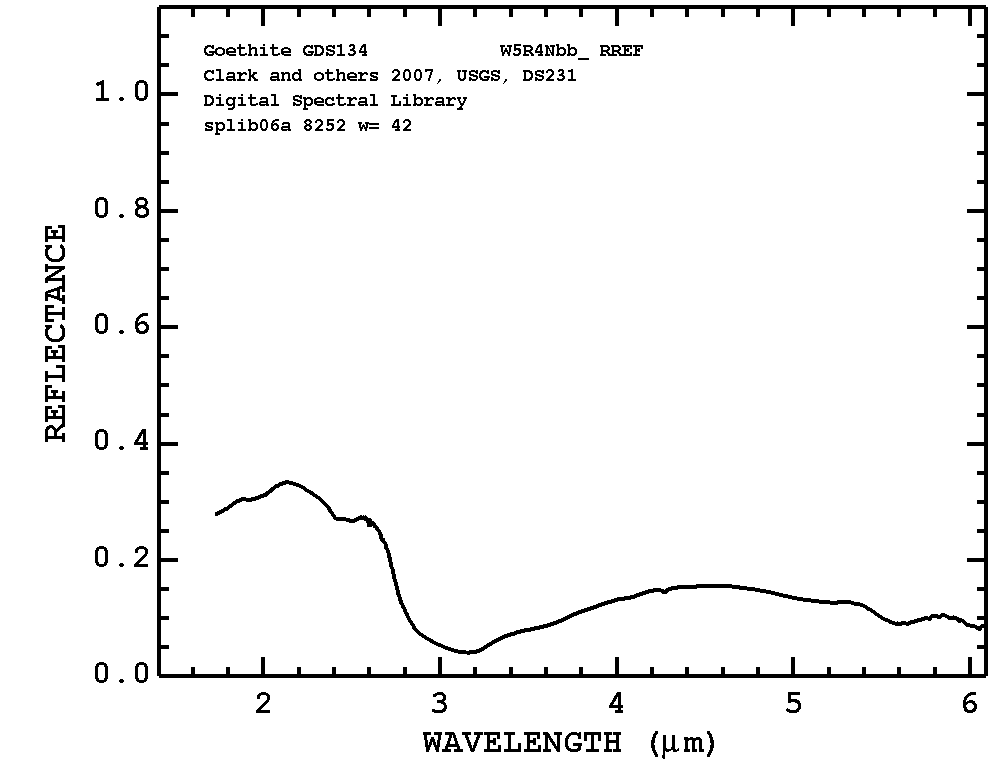 Goethite GDS134 W5R4Nbb_ RREF
Clark and others 2007, USGS, DS231
Digital Spectral Library
splib06a 8252 w= 42
1.0
0.8
0.6
0.4
0.2
0.0
REFLECTANCE
2 3 4 5 6
WAVELENGTH (μm)